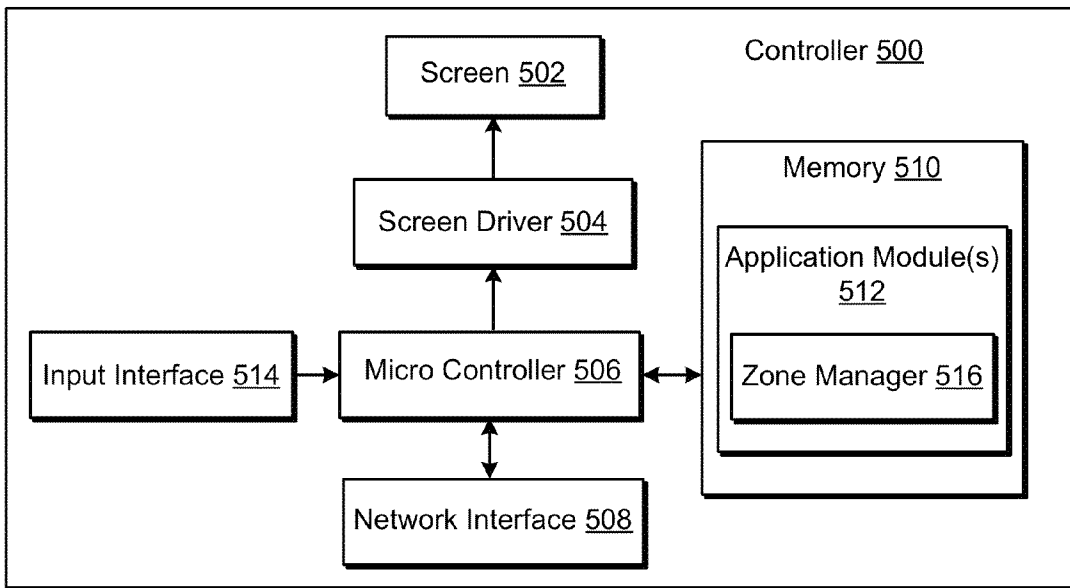 Controller 500
Screen 502
Memory 510
Screen Driver 504
Application Module(s)
512
Input Interface 514
Micro Controller 506
Zone Manager 516
Network Interface 508